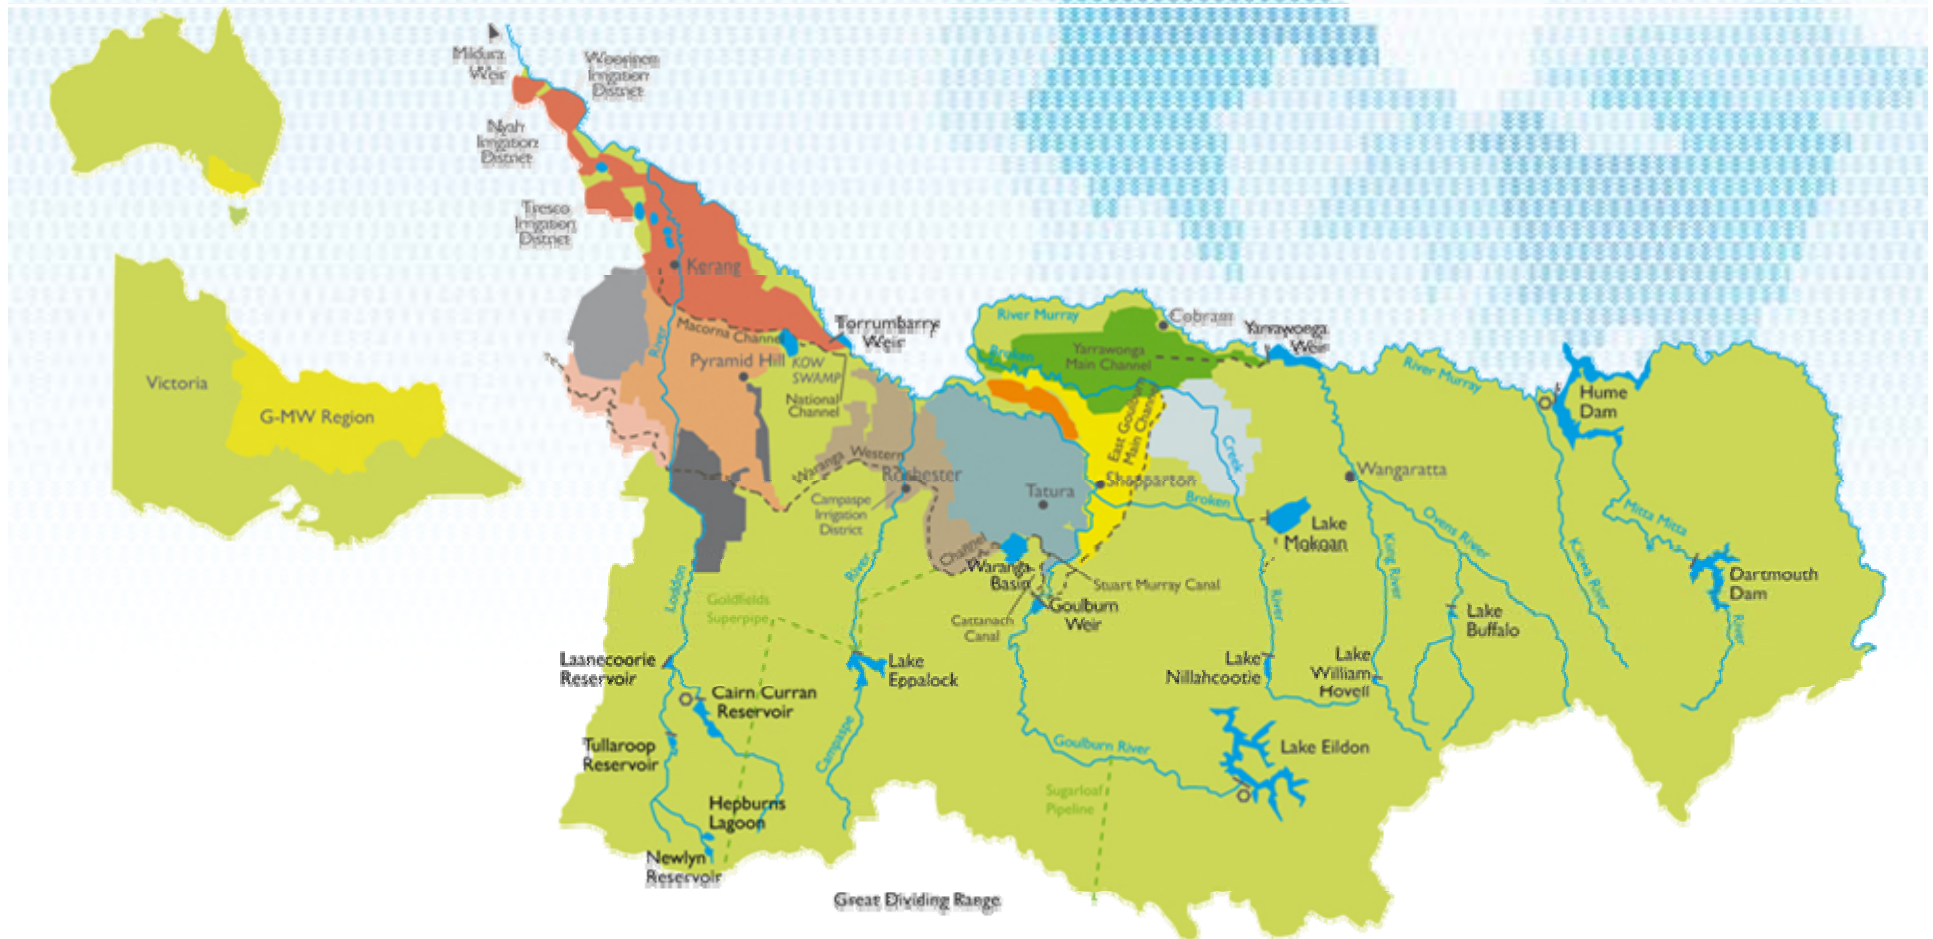 Mildura
Weir
Woorinen
Irrigation
District
Nyah
Irrigation
District
Tresco
Irrigation
District
Kerang
Macorna Channel
Torrumbarry
Weir
Pyramid Hill
KOW
SWAMP
National
Channel
River
River Murray
Cobram
Yarrawonga
Weir
Broken
Yarrawonga
Main Channel
River Murray
Hume
Dam
Victoria
G-MW Region
East Goulburn
Main Channel
Creek
Waranga Western
Rochester
Campaspe
Irrigation
District
Tatura
Shepparton
Broken
Wangaratta
Lake
Mokoan
Ovens River
King River
Kiewa River
Mitta Mitta
Dartmouth
Dam
River
Channel
Waranga
Basin
Stuart Murray Canal
Goulburn
Weir
Cattanach
Canal
Loddon
River
Goldfields
Superpipe
River
Lake
Buffalo
Laanecoorie
Reservoir
Lake
Eppalock
Lake
Nillahcootie
Lake
William
Hovell
Cairn Curran
Reservoir
Tullaroop
Reservoir
Campaspe
Goulburn River
Lake Eildon
Sugarloaf
Pipeline
Hepburns
Lagoon
Newlyn
Reservoir
Great Dividing Range